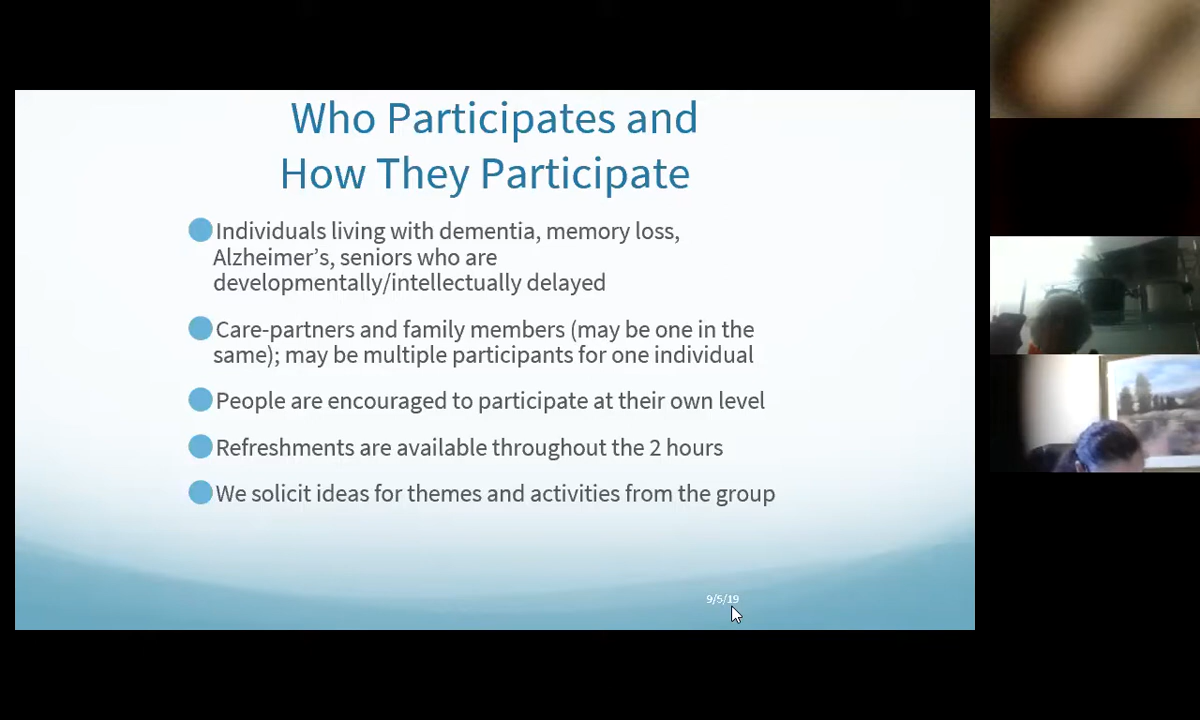 Who Participates and
How They Participate
Individuals living with dementia, memory loss,
Alzheimer’s, seniors who are
developmentally/intellectually delayed
Care-partners and family members (may be one in the
same); may be multiple participants for one individual
People are encouraged to participate at their own level
Refreshments are available throughout the 2 hours
We solicit ideas for themes and activities from the group
9/5/19